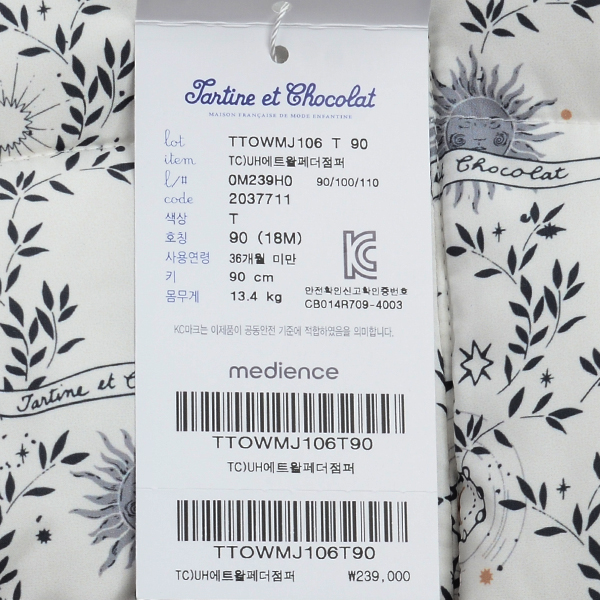 Tartine et Chocolat
MAISON FRANÇAISE DE MODE ENFANTINE
lot TTOWMJ106 T 90
item TC)UH에트왈페더점퍼
l/# 0M239H0 90/100/110
code 2037711
색상 T
호칭 90 (18M)
사용연령 36개월 미만
키 90 cm
몸무게 13.4 kg
안전확인신고확인증번호
CB014R709-4003
KC마크는 이제품이 공통안전 기준에 적합하였음을 의미합니다.
medience
TTOWMJ106T90
TC)UH에트왈페더점퍼
TTOWMJ106T90
TC)UH에트왈페더점퍼 ₩239,000
Chocolat
Tartine et C